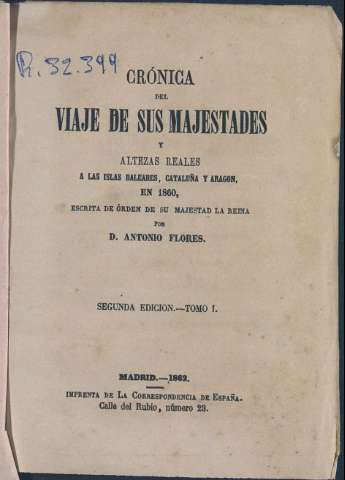 R. 32.399
CRÓNICA
DEL
VIAJE DE SUS MAJESTADES
Y
ALTEZAS REALES
A LAS ISLAS BALEARES, CATALUÑA Y ARAGON,
EN 1860,
ESCRITA DE ÓRDEN DE SU MAJESTAD LA REINA
POR
D. ANTONIO FLORES.
SEGUNDA EDICION.—TOMO I.
MADRID.—1862.
IMPRENTA DE LA CORRESPONDENCIA DE ESPAÑA.
Calle del Rubio, número 23.